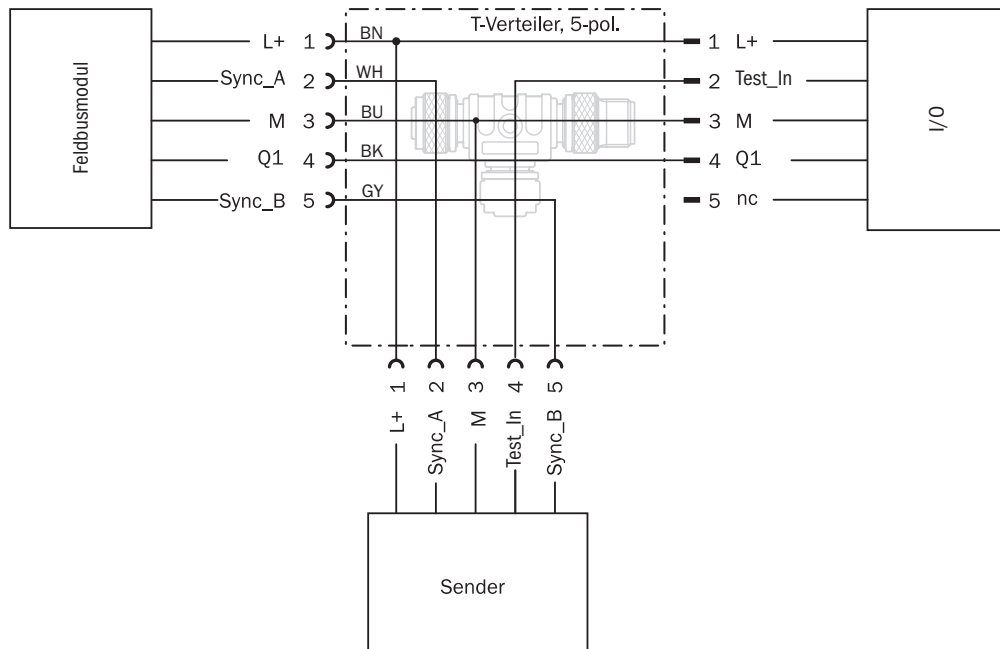 T-Verteiler, 5-pol.
Feldbusmodul
L+ 1 BN
Sync_A 2 WH
M 3 BU
Q1 4 BK
Sync_B 5 GY
1 L+
2 Test_In
3 M
4 Q1
5 nc
I/O
1 L+
2 Sync_A
3 M
4 Test_In
5 Sync_B
Sender